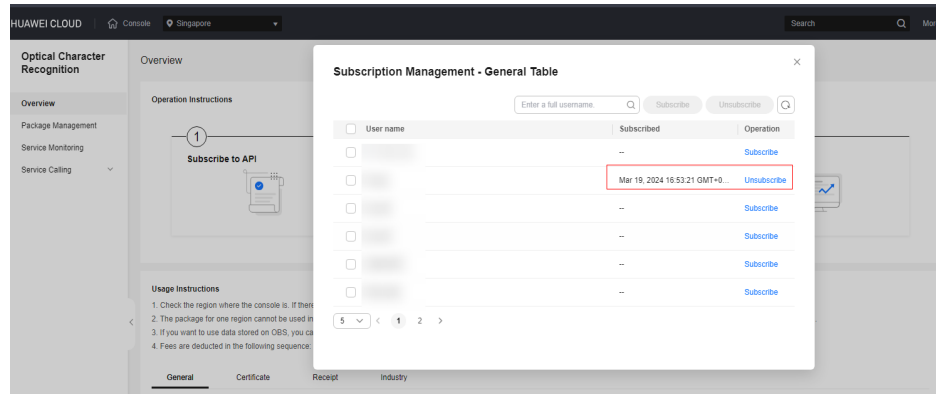 HUAWEI CLOUD Console Singapore Search Mor
Optical Character
Recognition
Overview
Package Management
Service Monitoring
Service Calling
Overview
Operation Instructions
1
Subscribe to API
Usage Instructions
1. Check the region where the console is. If there
2. The package for one region cannot be used in
3. If you want to use data stored on OBS, you ca
4. Fees are deducted in the following sequence:
General Certificate Receipt Industry
Subscription Management - General Table
Enter a full username. Subscribe Unsubscribe
User name Subscribed Operation
-- Subscribe
Mar 19, 2024 16:53:21 GMT+0... Unsubscribe
-- Subscribe
-- Subscribe
-- Subscribe
-- Subscribe
5 < 1 2 >